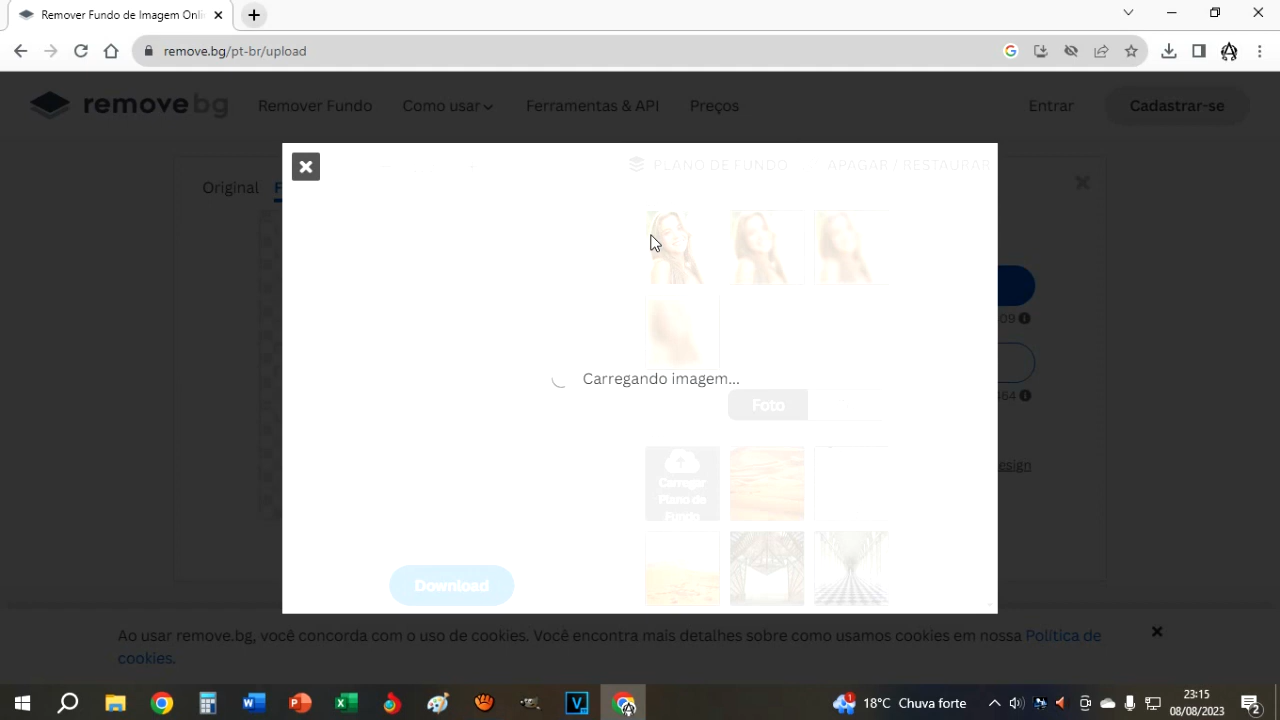 Remover Fundo de Imagem Onli
remove.bg/pt-br/upload
removebg
Remover Fundo
Como usar
Ferramentas & API
Preços
Entrar
Cadastrar-se
PLANO DE FUNDO
APAGAR / RESTAURAR
Original
Carregando imagem...
Foto
Carregar
Plano de
Fundo
esign
Download
Ao usar remove.bg, você concorda com o uso de cookies. Você encontra mais detalhes sobre como usamos cookies em nossa Política de
cookies.
18°C Chuva forte
23:15
08/08/2023